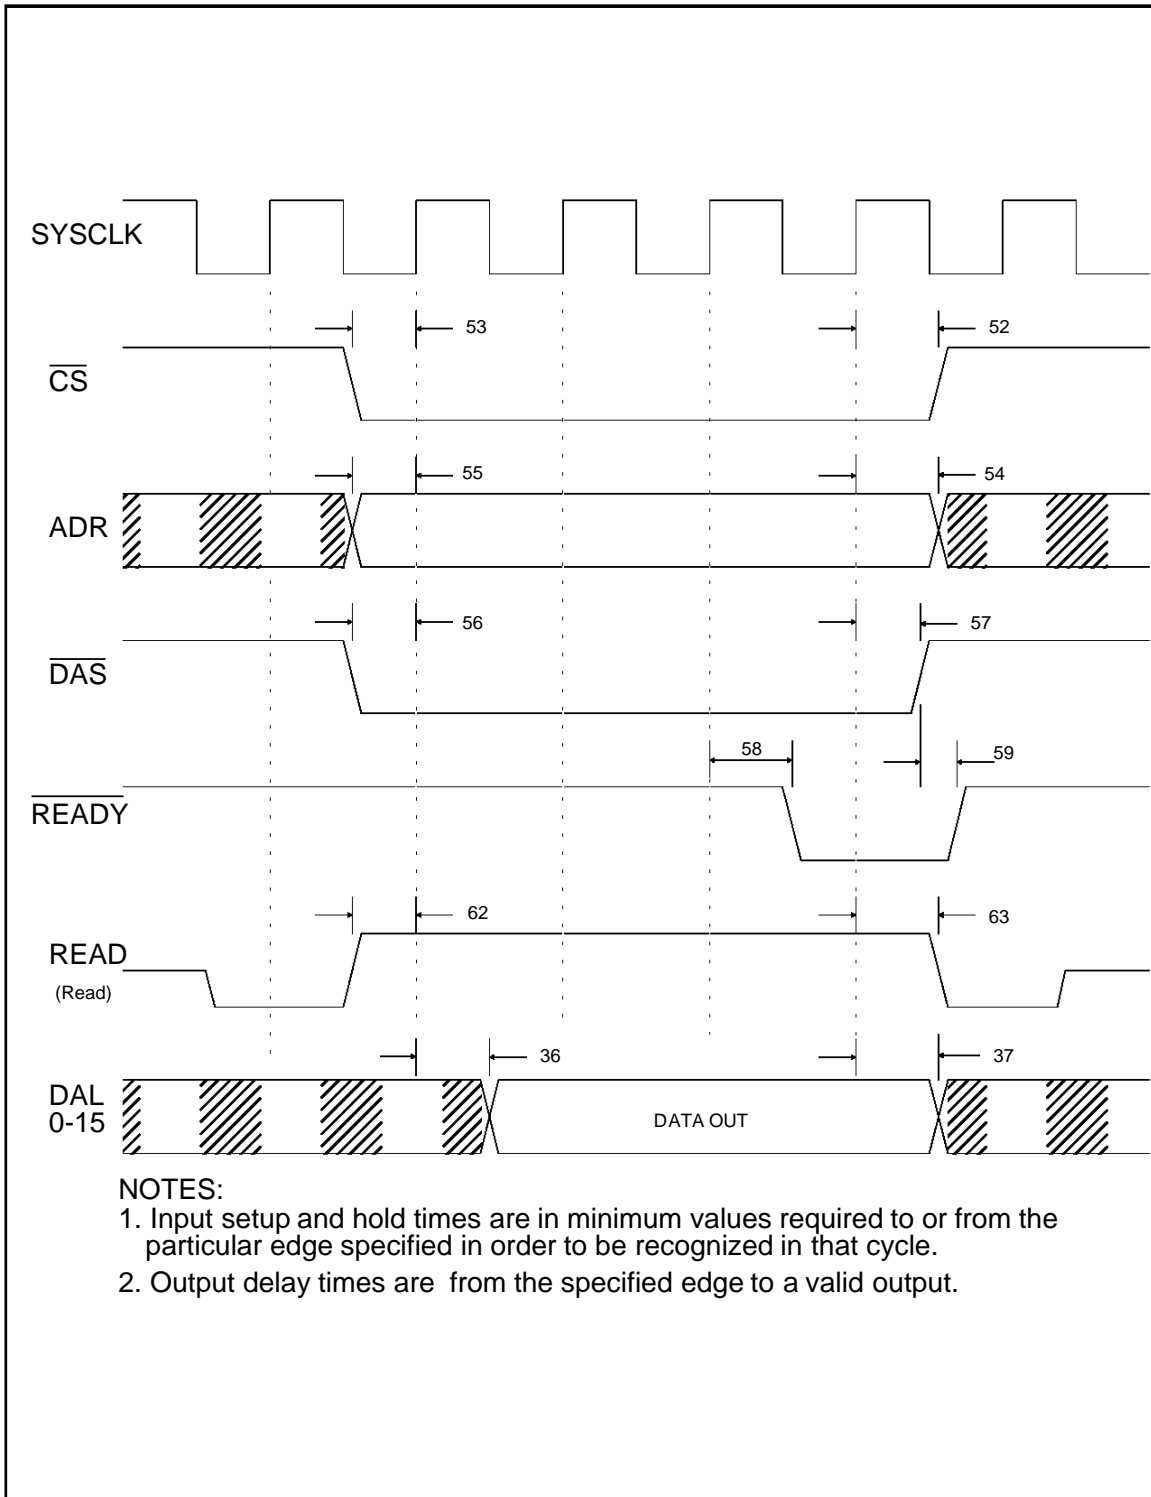 SYSCLK
53
52
CS
55
54
ADR
56
57
DAS
58
59
READY
62
63
READ
(Read)
36
37
DAL
0-15
DATA OUT
NOTES:
1. Input setup and hold times are in minimum values required to or from the
particular edge specified in order to be recognized in that cycle.
2. Output delay times are from the specified edge to a valid output.